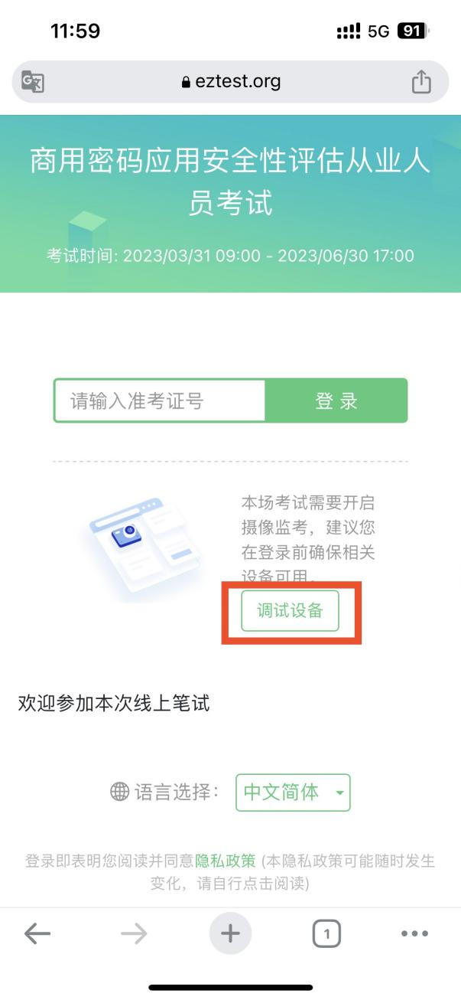 11:59
5G 91
eztest.org
商用密码应用安全性评估从业人
员考试
考试时间: 2023/03/31 09:00 - 2023/06/30 17:00
请输入准考证号
登 录
本场考试需要开启
摄像监考，建议您
在登录前确保相关
设备可用。
调试设备
欢迎参加本次线上笔试
语言选择：
中文简体
登录即表明您阅读并同意隐私政策 (本隐私政策可能随时发生
变化，请自行点击阅读)
1